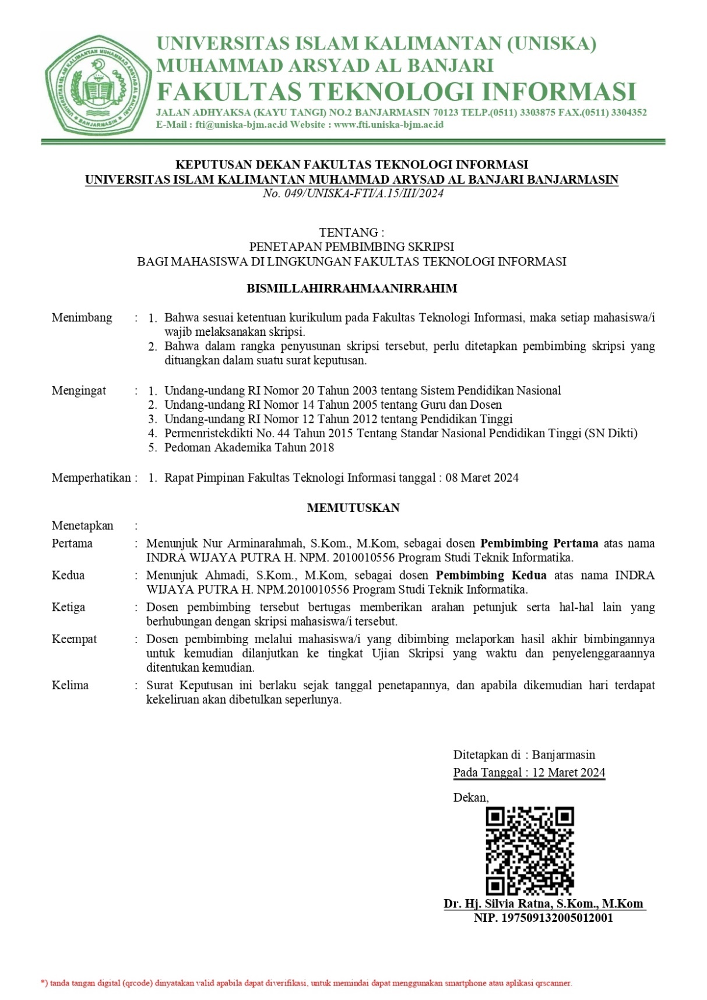 UNIVERSITAS ISLAM KALIMANTAN MUHAMMAD ARSYAD AL BANJARI
* BANJARMASIN *
UNIVERSITAS ISLAM KALIMANTAN (UNISKA)
MUHAMMAD ARSYAD AL BANJARI
FAKULTAS TEKNOLOGI INFORMASI
JALAN ADHYAKSA (KAYU TANGI) NO.2 BANJARMASIN 70123 TELP.(0511) 3303875 FAX.(0511) 3304352
E-Mail : fti@uniska-bjm.ac.id Website : www.fti.uniska-bjm.ac.id
KEPUTUSAN DEKAN FAKULTAS TEKNOLOGI INFORMASI
UNIVERSITAS ISLAM KALIMANTAN MUHAMMAD ARYSAD AL BANJARI BANJARMASIN
No. 049/UNISKA-FTI/A.15/III/2024
TENTANG :
PENETAPAN PEMBIMBING SKRIPSI
BAGI MAHASISWA DI LINGKUNGAN FAKULTAS TEKNOLOGI INFORMASI
BISMILLAHIRRAHMAANIRRAHIM
Menimbang : 1. Bahwa sesuai ketentuan kurikulum pada Fakultas Teknologi Informasi, maka setiap mahasiswa/i
wajib melaksanakan skripsi.
2. Bahwa dalam rangka penyusunan skripsi tersebut, perlu ditetapkan pembimbing skripsi yang
dituangkan dalam suatu surat keputusan.
Mengingat : 1. Undang-undang RI Nomor 20 Tahun 2003 tentang Sistem Pendidikan Nasional
2. Undang-undang RI Nomor 14 Tahun 2005 tentang Guru dan Dosen
3. Undang-undang RI Nomor 12 Tahun 2012 tentang Pendidikan Tinggi
4. Permenristekdikti No. 44 Tahun 2015 Tentang Standar Nasional Pendidikan Tinggi (SN Dikti)
5. Pedoman Akademika Tahun 2018
Memperhatikan : 1. Rapat Pimpinan Fakultas Teknologi Informasi tanggal : 08 Maret 2024
MEMUTUSKAN
Menetapkan :
Pertama : Menunjuk Nur Arminarahmah, S.Kom., M.Kom, sebagai dosen Pembimbing Pertama atas nama
INDRA WIJAYA PUTRA H. NPM. 2010010556 Program Studi Teknik Informatika.
Kedua : Menunjuk Ahmadi, S.Kom., M.Kom, sebagai dosen Pembimbing Kedua atas nama INDRA
WIJAYA PUTRA H. NPM.2010010556 Program Studi Teknik Informatika.
Ketiga : Dosen pembimbing tersebut bertugas memberikan arahan petunjuk serta hal-hal lain yang
berhubungan dengan skripsi mahasiswa/i tersebut.
Keempat : Dosen pembimbing melalui mahasiswa/i yang dibimbing melaporkan hasil akhir bimbingannya
untuk kemudian dilanjutkan ke tingkat Ujian Skripsi yang waktu dan penyelenggaraannya
ditentukan kemudian.
Kelima : Surat Keputusan ini berlaku sejak tanggal penetapannya, dan apabila dikemudian hari terdapat
kekeliruan akan dibetulkan seperlunya.
Ditetapkan di : Banjarmasin
Pada Tanggal : 12 Maret 2024
Dekan,
Dr. Hj. Silvia Ratna, S.Kom., M.Kom
NIP. 197509132005012001
*) tanda tangan digital (qrcode) dinyatakan valid apabila dapat diverifikasi, untuk memindai dapat menggunakan smartphone atau aplikasi qrscanner.